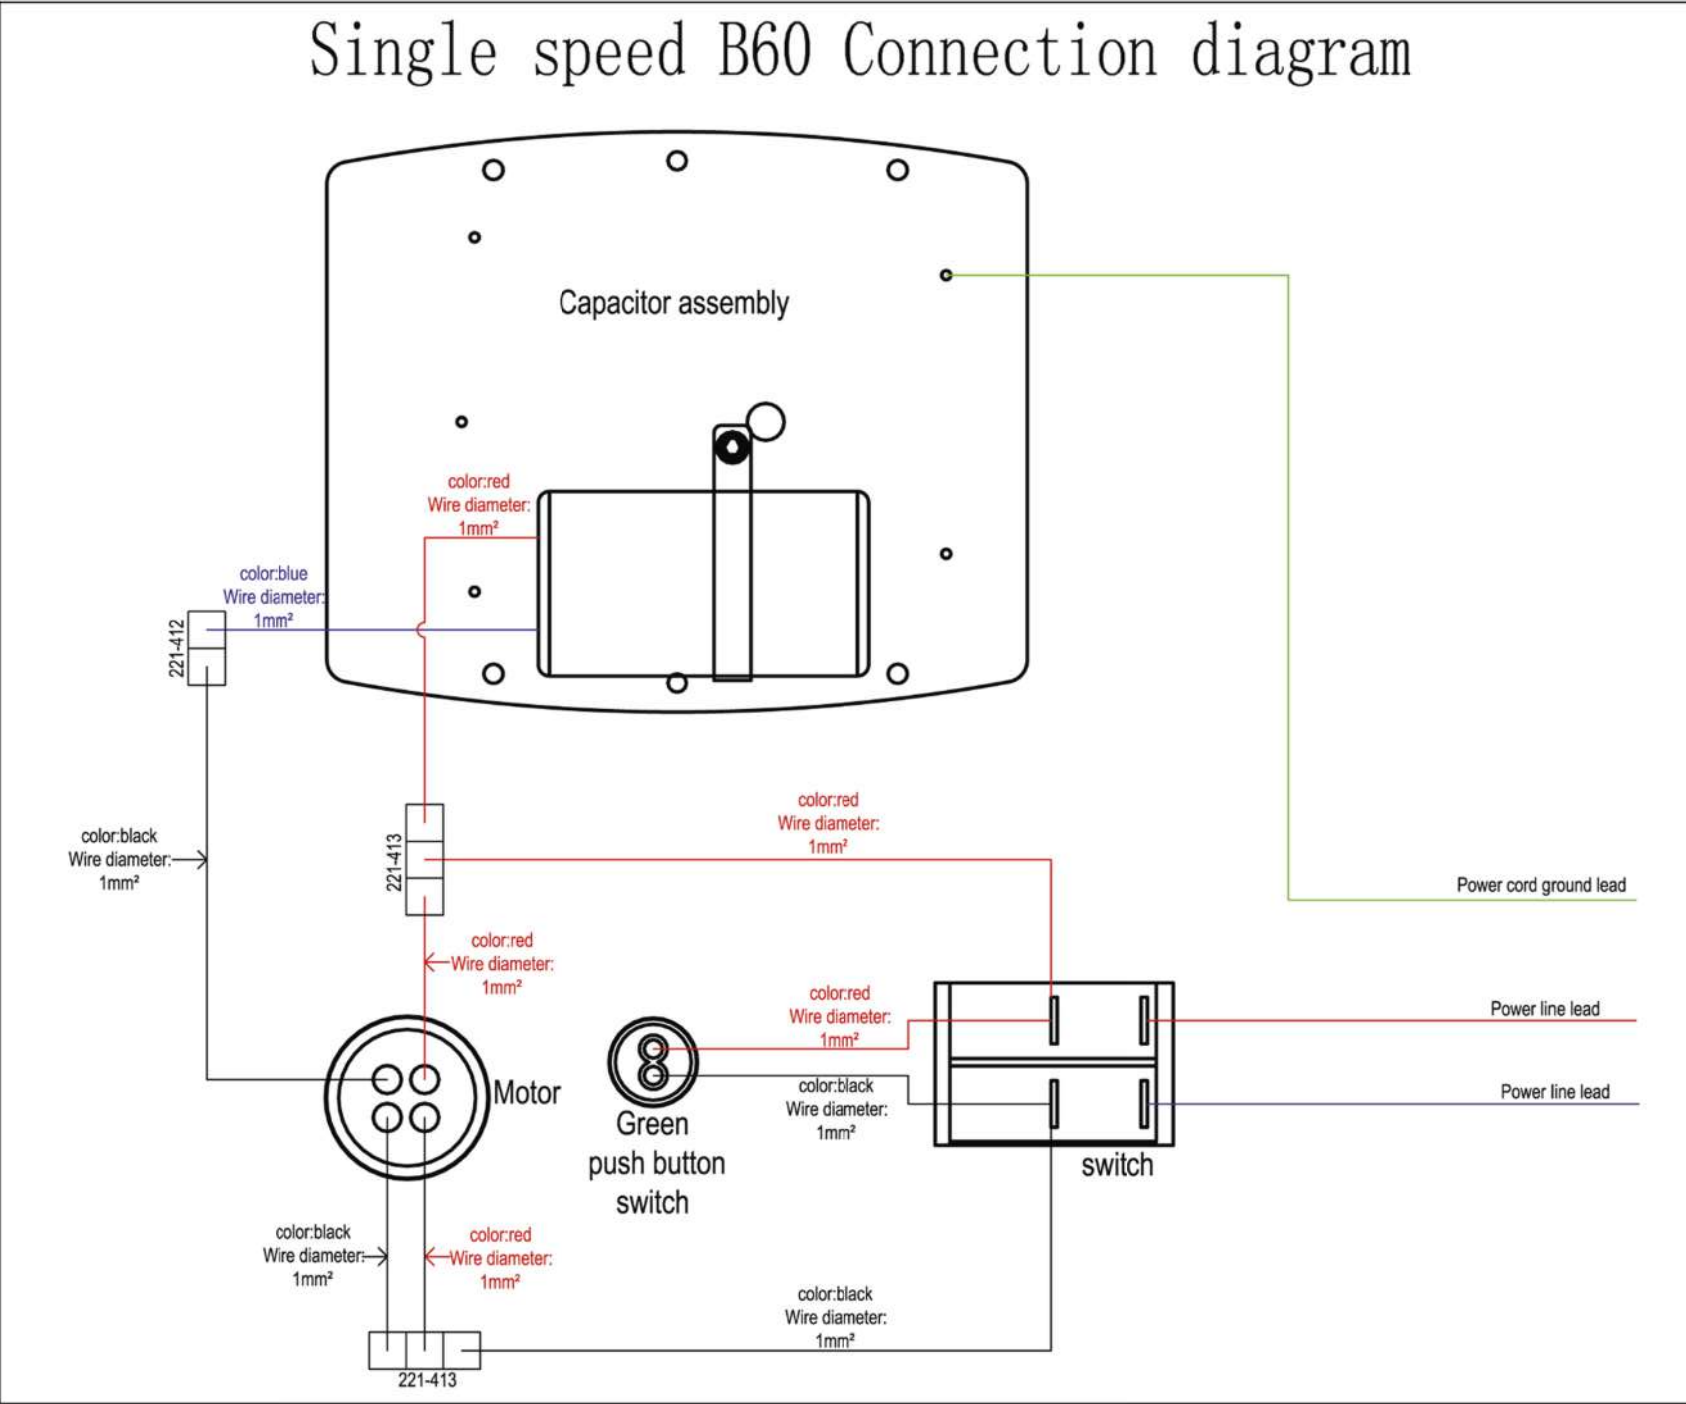 Single speed B60 Connection diagram
Capacitor assembly
color:red
Wire diameter:
1mm²
color:blue
Wire diameter:
1mm²
221-412
color:black
Wire diameter:
1mm²
221-413
color:red
Wire diameter:
1mm²
Power cord ground lead
color:red
Wire diameter:
1mm²
color:red
Wire diameter:
1mm²
Power line lead
Motor
color:black
Wire diameter:
1mm²
Power line lead
Green
push button
switch
switch
color:black
Wire diameter:
1mm²
color:red
Wire diameter:
1mm²
color:black
Wire diameter:
1mm²
221-413